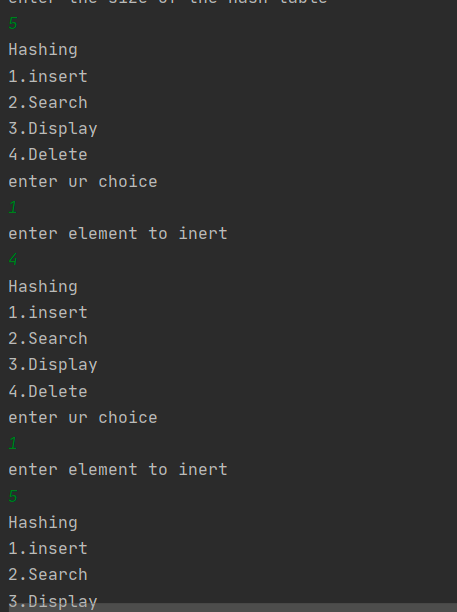 enter the size of the hash table
5
Hashing
1.insert
2.Search
3.Display
4.Delete
enter ur choice
1
enter element to inert
4
Hashing
1.insert
2.Search
3.Display
4.Delete
enter ur choice
1
enter element to inert
5
Hashing
1.insert
2.Search
3.Display